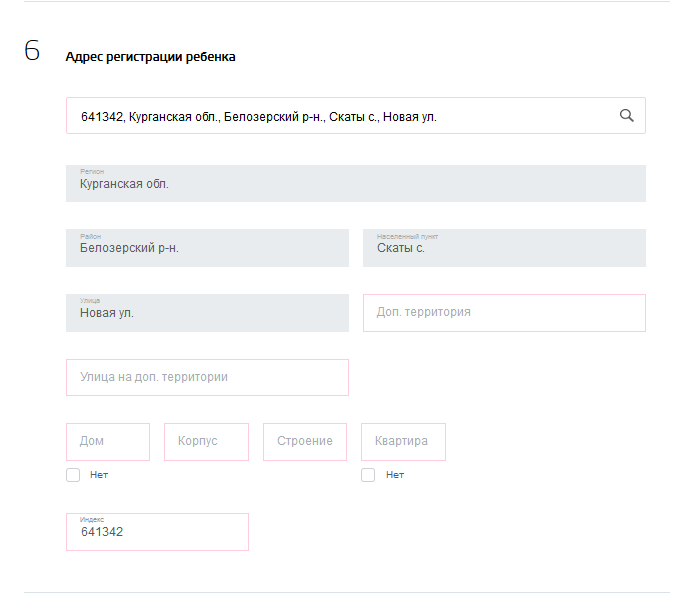 6 Адрес регистрации ребенка
641342, Курганская обл., Белозерский р-н., Скаты с., Новая ул.
Регион
Курганская обл.
Район
Белозерский р-н.
Населенный пункт
Скаты с.
Улица
Новая ул.
Доп. территория
Улица на доп. территории
Дом
Корпус
Строение
Квартира
Нет
Нет
Индекс
641342